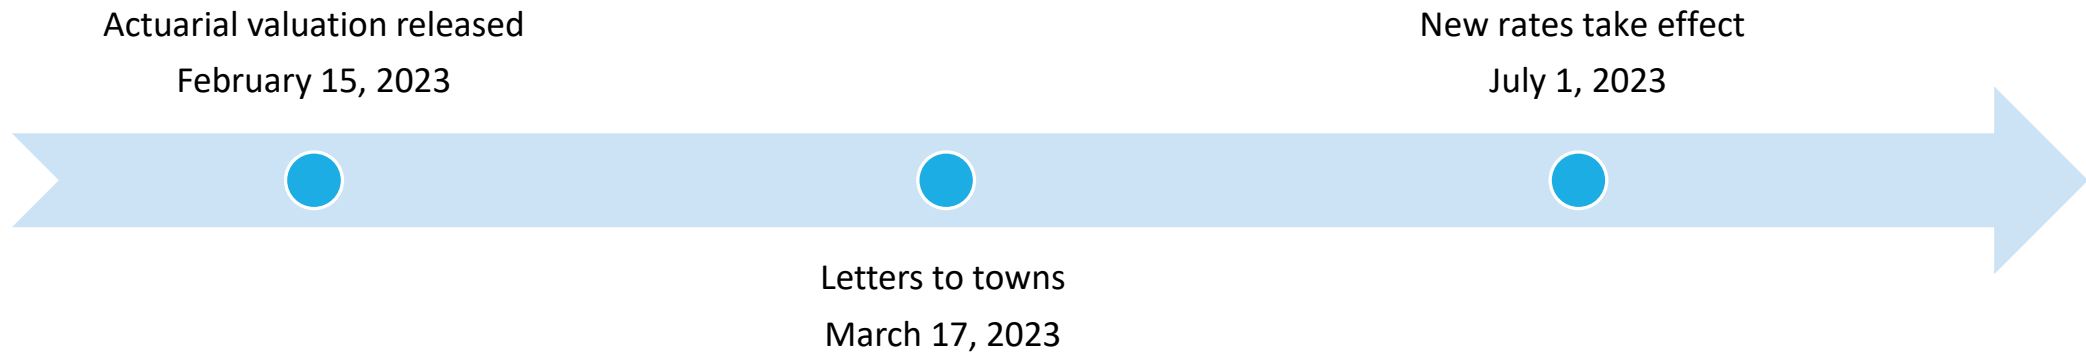 Actuarial valuation released
February 15, 2023
Letters to towns
March 17, 2023
New rates take effect
July 1, 2023